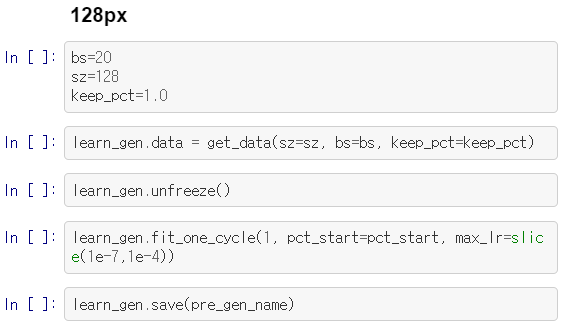 128px
In [ ]: bs=20
sz=128
keep_pct=1.0
In [ ]: learn_gen.data = get_data(sz=sz, bs=bs, keep_pct=keep_pct)
In [ ]: learn_gen.unfreeze()
In [ ]: learn_gen.fit_one_cycle(1, pct_start=pct_start, max_lr=slic
e(1e-7,1e-4))
In [ ]: learn_gen.save(pre_gen_name)